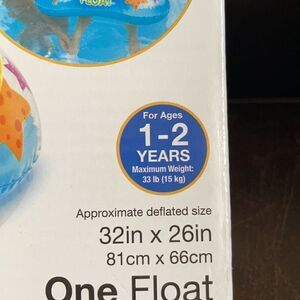 FLOAT
For Ages
1-2
YEARS
Maximum Weight:
33 lb (15 kg)
Approximate deflated size
32in x 26in
81cm x 66cm
One Float